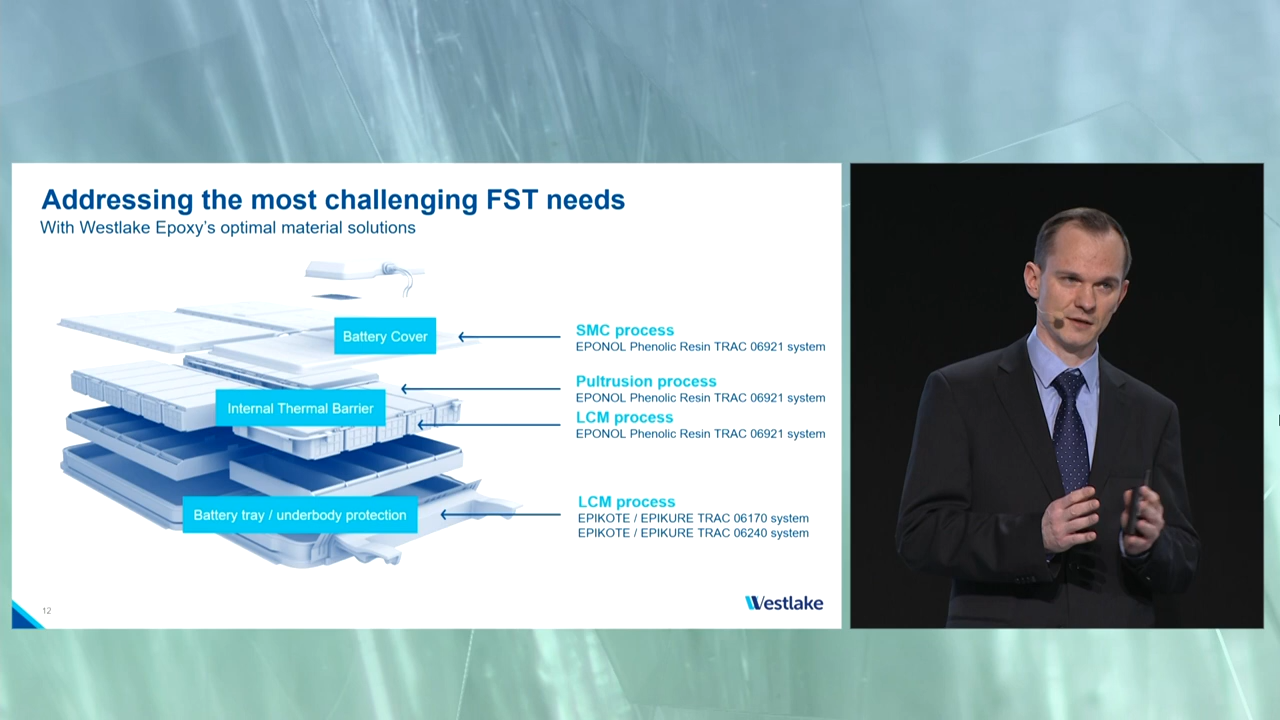 Addressing the most challenging FST needs
With Westlake Epoxy's optimal material solutions
Battery Cover
SMC process
EPONOL Phenolic Resin TRAC 06921 system
Internal Thermal Barrier
Pultrusion process
EPONOL Phenolic Resin TRAC 06921 system
LCM process
EPONOL Phenolic Resin TRAC 06921 system
Battery tray / underbody protection
LCM process
EPIKOTE / EPIKURE TRAC 06170 system
EPIKOTE / EPIKURE TRAC 06240 system
12
Westlake